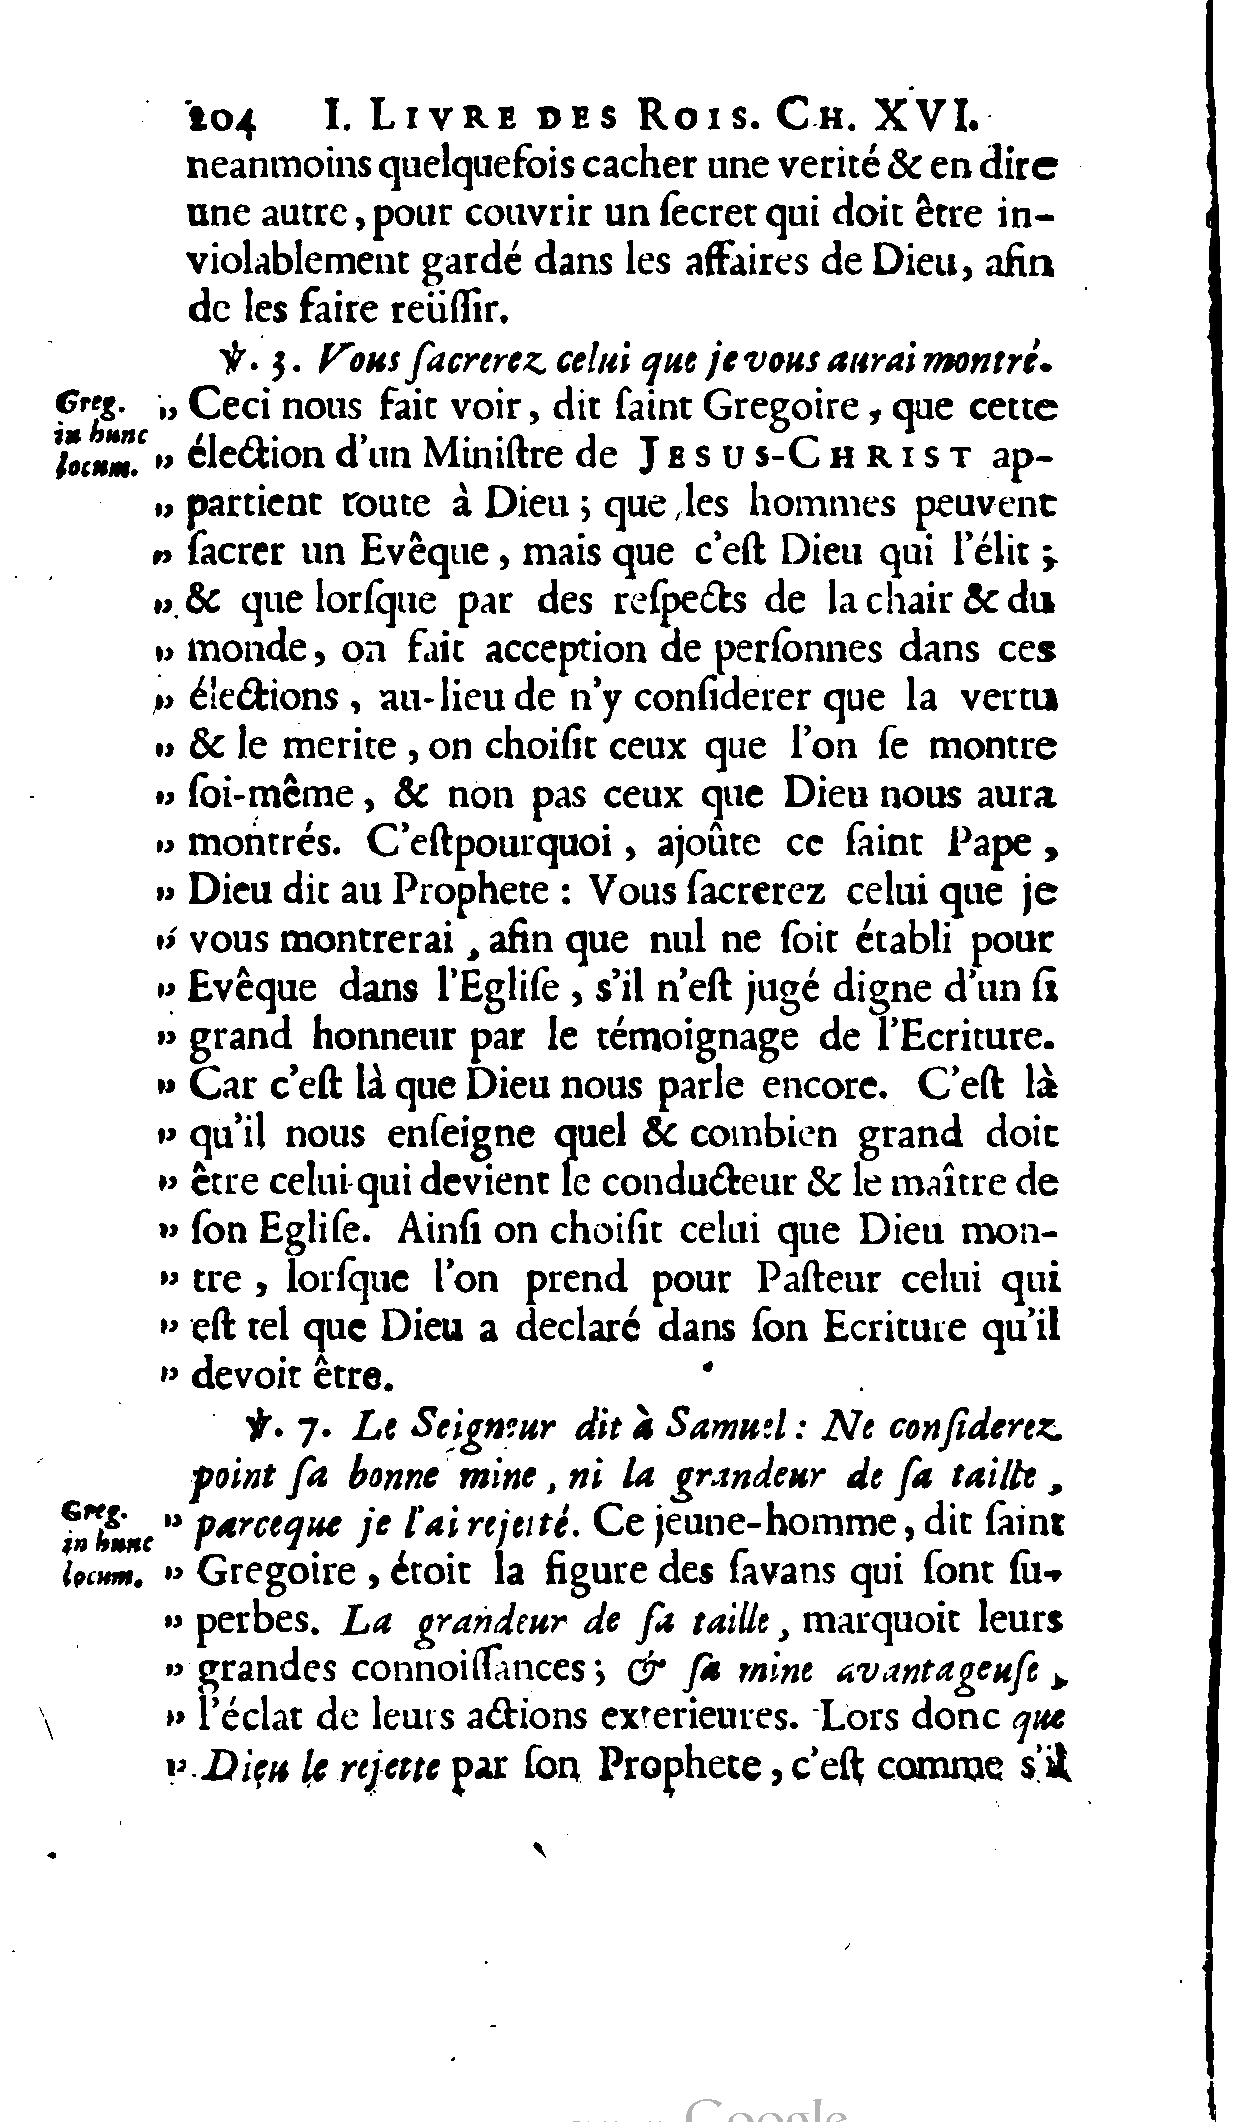 204 I. LIVRE DES ROIS. CH. XVI.
neanmoins quelquefois cacher une verité & en dire
une autre, pour couvrir un ſecret qui doit être in-
violablement gardé dans les affaires de Dieu, afin
de les faire reüſſir.
℣. 3. Vous ſacrerez celui que je vous aurai montré.
Greg. in hunc locum.
„ Ceci nous fait voir, dit ſaint Gregoire, que cette
„ élection d'un Miniſtre de JESUS-CHRIST ap-
„ partient toute à Dieu ; que les hommes peuvent
„ ſacrer un Evêque, mais que c'eſt Dieu qui l'élit ;
„ & que lorſque par des reſpects de la chair & du
„ monde, on fait acception de perſonnes dans ces
„ élections, au-lieu de n'y conſiderer que la vertu
„ & le merite, on choiſit ceux que l'on ſe montre
„ ſoi-même, & non pas ceux que Dieu nous aura
„ montrés. C'eſtpourquoi, ajoûte ce ſaint Pape,
„ Dieu dit au Prophete : Vous ſacrerez celui que je
„ vous montrerai, afin que nul ne ſoit établi pour
„ Evêque dans l'Egliſe, s'il n'eſt jugé digne d'un ſi
„ grand honneur par le témoignage de l'Ecriture.
„ Car c'eſt là que Dieu nous parle encore. C'eſt là
„ qu'il nous enſeigne quel & combien grand doit
„ être celui-qui devient le conducteur & le maître de
„ ſon Egliſe. Ainſi on choiſit celui que Dieu mon-
„ tre, lorſque l'on prend pour Paſteur celui qui
„ eſt tel que Dieu a declaré dans ſon Ecriture qu'il
„ devoit être.
℣. 7. Le Seigneur dit à Samuel : Ne conſiderez
point ſa bonne mine, ni la grandeur de ſa taille,
Greg. in hunc locum.
„ parceque je l'ai rejetté. Ce jeune-homme, dit ſaint
„ Gregoire, étoit la figure des ſavans qui ſont ſu-
„ perbes. La grandeur de ſa taille, marquoit leurs
„ grandes connoiſſances ; & ſa mine avantageuſe,
„ l'éclat de leurs actions exterieures. Lors donc que
„ Dieu le rejette par ſon Prophete, c'eſt comme s'il
Google